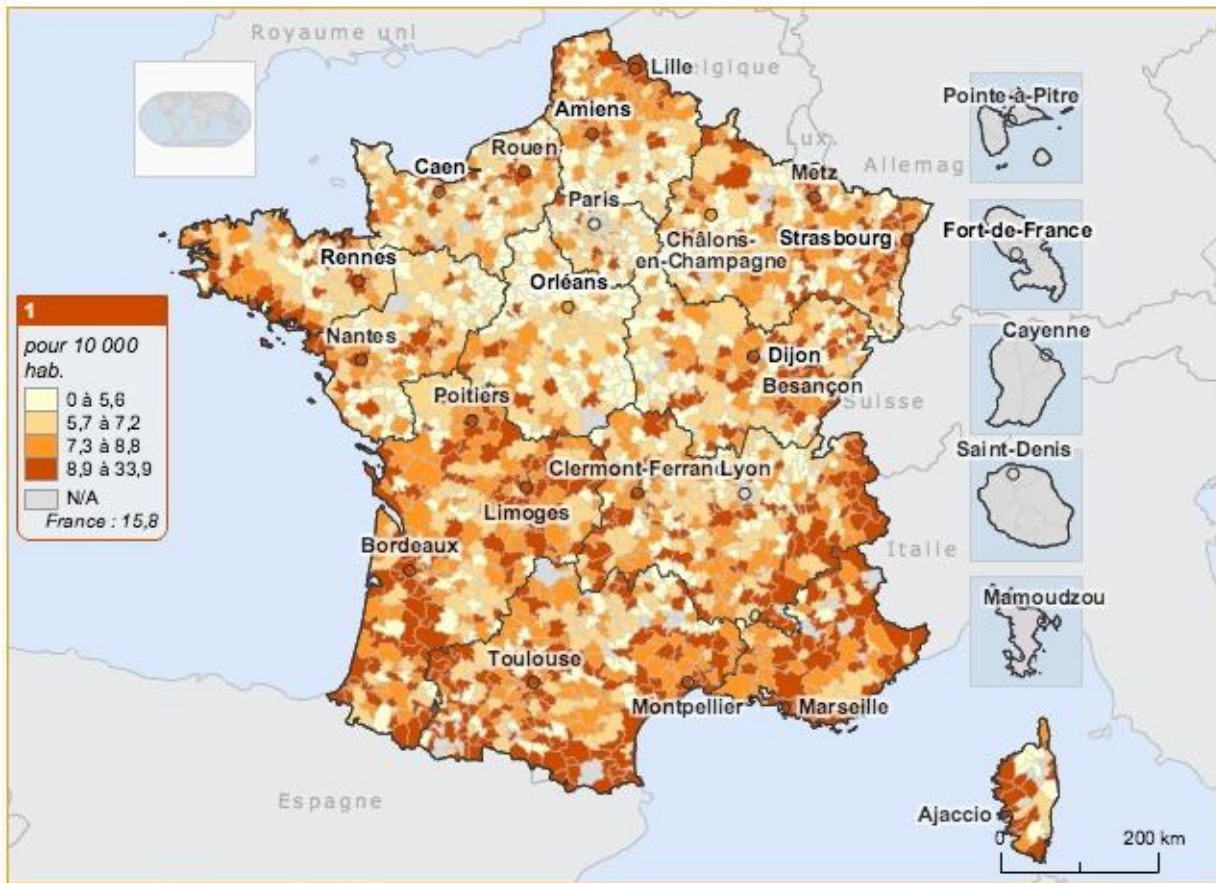 Royaume uni
Lille
elgique
Amiens
Rouen
Caen
Lux.
Allemag
Metz
Paris
Châlons-
en-Champagne
Strasbourg
Rennes
Orléans
Nantes
Dijon
Besançon
Suisse
Poitiers
Clermont-Ferran
Lyon
Limoges
Bordeaux
Italie
Toulouse
Montpellier
Marseille
Espagne
Ajaccio
0
200 km
1
pour 10 000
hab.
0 à 5,6
5,7 à 7,2
7,3 à 8,8
8,9 à 33,9
N/A
France : 15,8
Pointe-à-Pitre
Fort-de-France
Cayenne
Saint-Denis
Mamoudzou